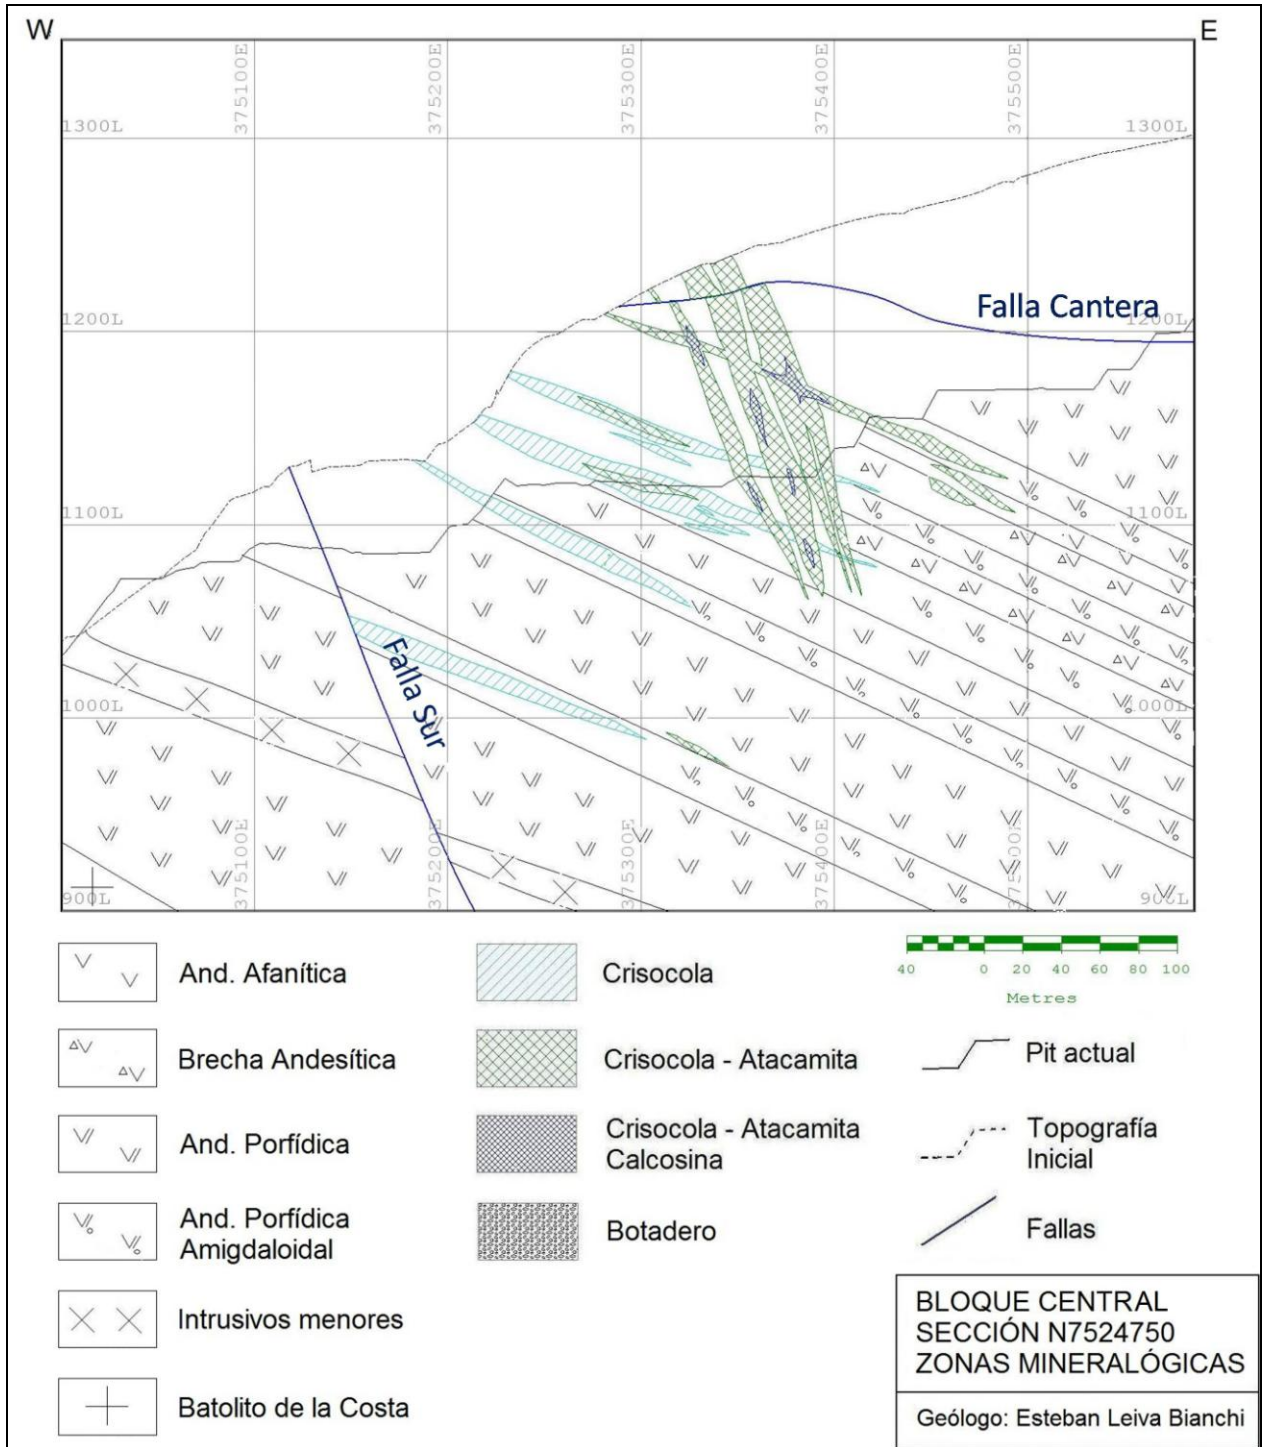 W
E
375100E
375200E
375300E
375400E
375500E
1300L
1300L
Falla Cantera
1200L
1200L
1100L
1100L
Falla Sur
1000L
1000L
375100E
375200E
375300E
375400E
900L
900L
And. Afanítica
Brecha Andesítica
And. Porfídica
And. Porfídica
Amigdaloidal
Intrusivos menores
Batolito de la Costa
Crisocola
Crisocola - Atacamita
Crisocola - Atacamita
Calcosina
Botadero
40 0 20 40 60 80 100
Metres
Pit actual
Topografía
Inicial
Fallas
BLOQUE CENTRAL
SECCIÓN N7524750
ZONAS MINERALÓGICAS
Geólogo: Esteban Leiva Bianchi